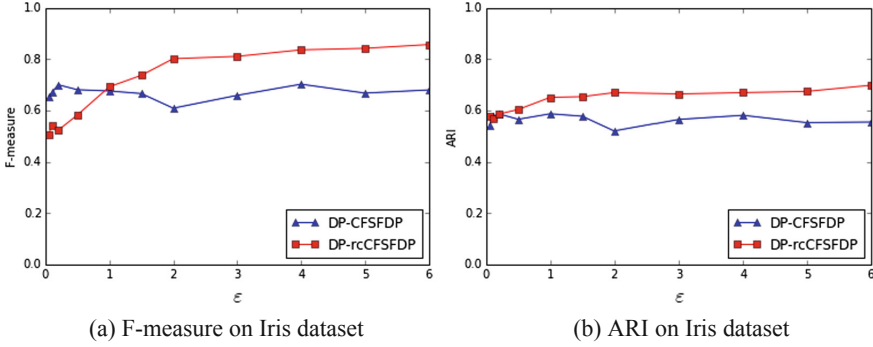 1.0
0.8
0.6
0.4
0.2
0.0
F-measure
0 1 2 3 4 5 6
ε
DP-CFSFDP
DP-rcCFSFDP
(a) F-measure on Iris dataset
1.0
0.8
0.6
0.4
0.2
0.0
ARI
0 1 2 3 4 5 6
ε
DP-CFSFDP
DP-rcCFSFDP
(b) ARI on Iris dataset